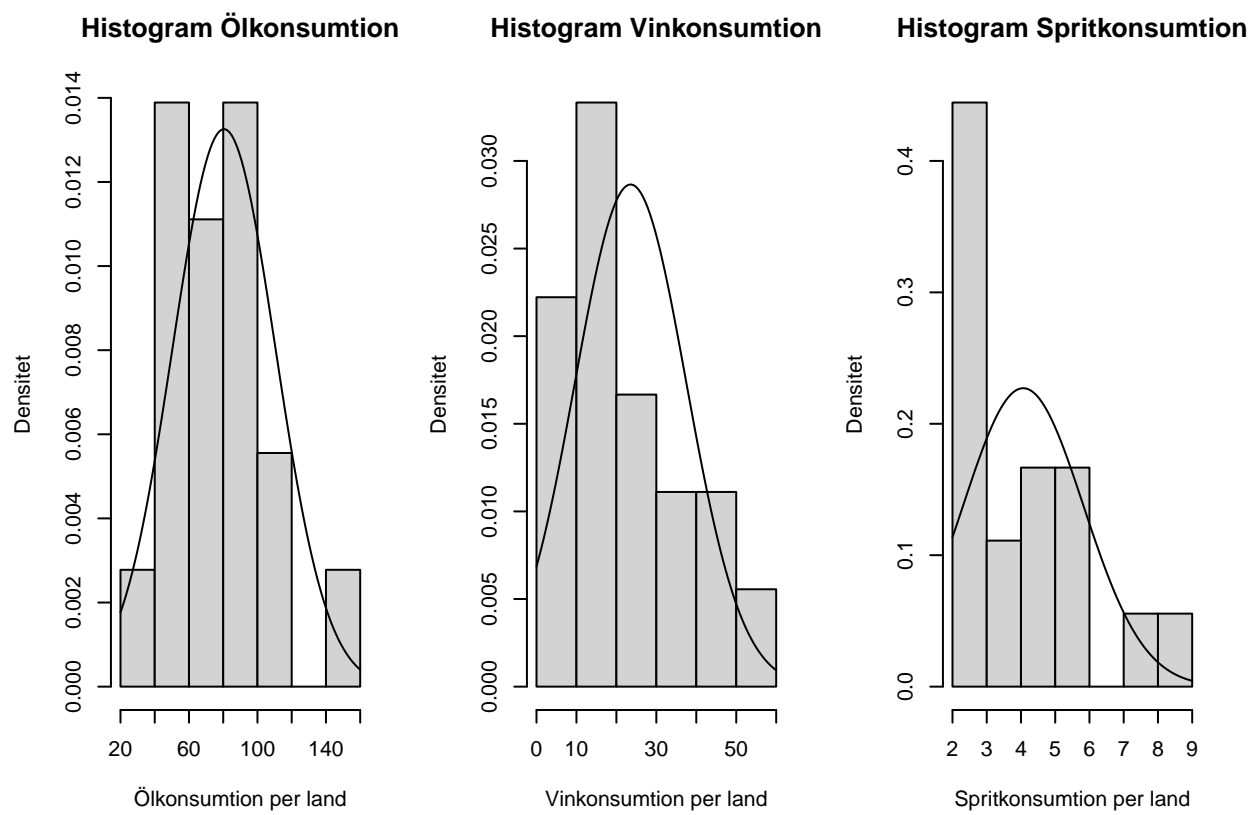 Histogram Ölkonsumtion
Densitet
0.000 0.002 0.004 0.006 0.008 0.010 0.012 0.014
20 60 100 140
Ölkonsumtion per land
Histogram Vinkonsumtion
Densitet
0.000 0.005 0.010 0.015 0.020 0.025 0.030
0 10 30 50
Vinkonsumtion per land
Histogram Spritkonsumtion
Densitet
0.0 0.1 0.2 0.3 0.4
2 3 4 5 6 7 8 9
Spritkonsumtion per land